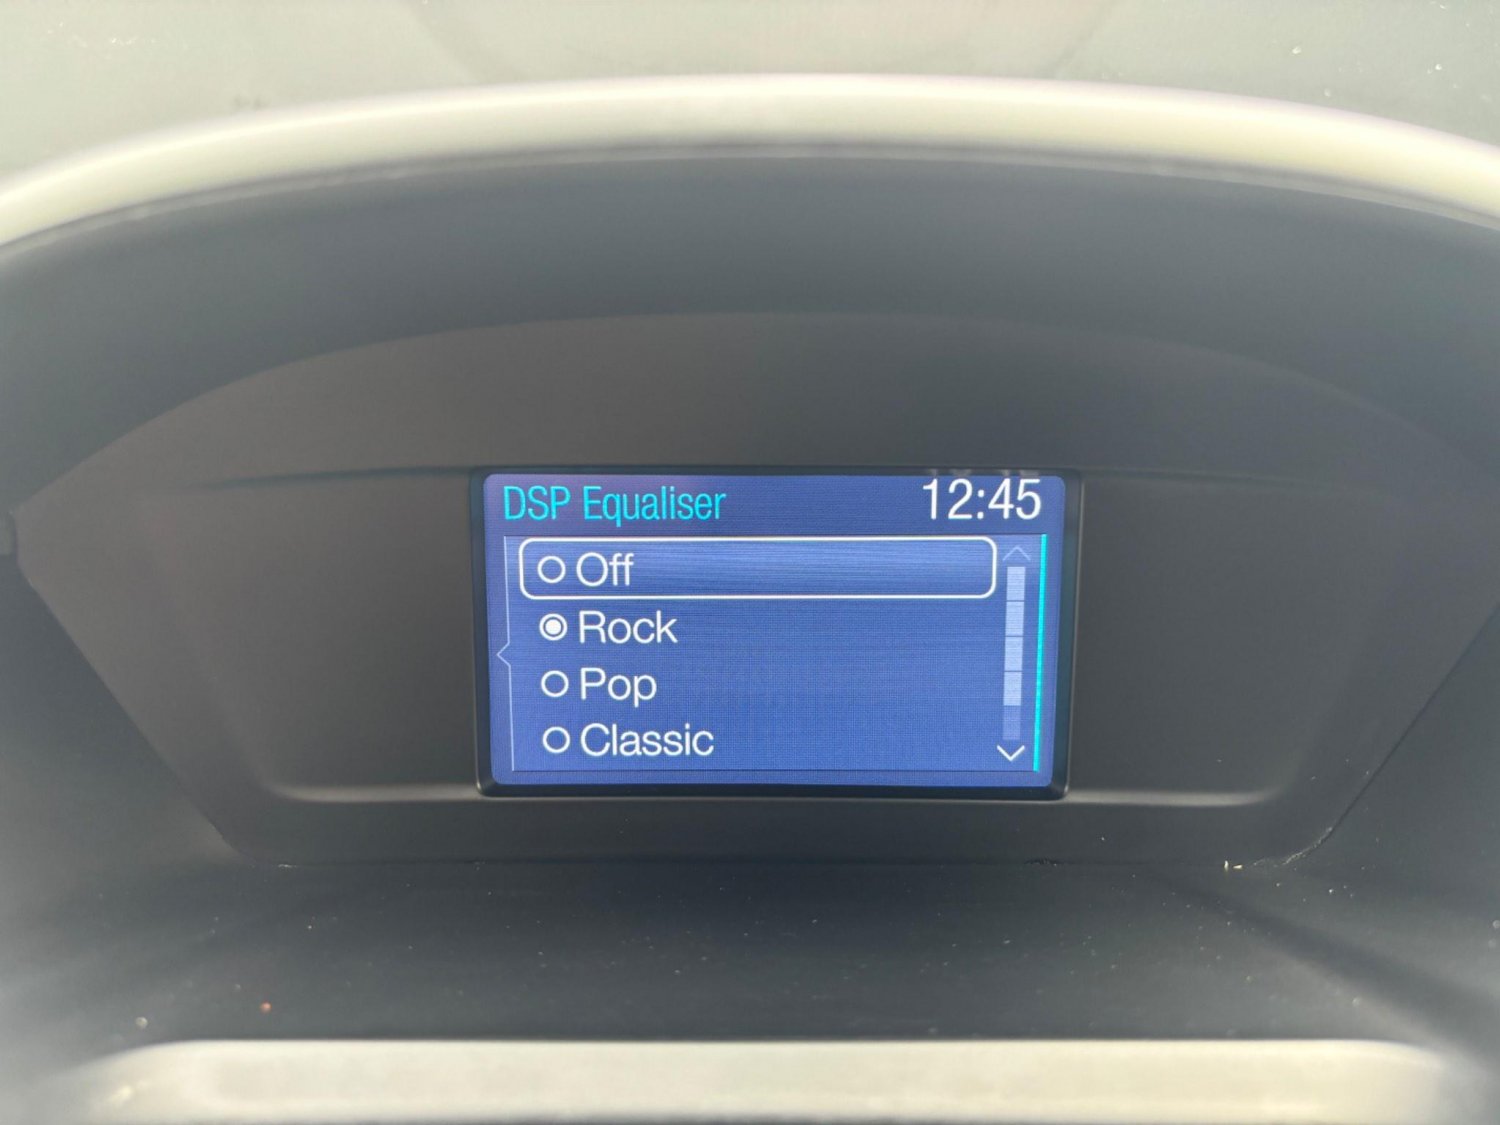 DSP Equaliser 12:45
Off
Rock
Pop
Classic